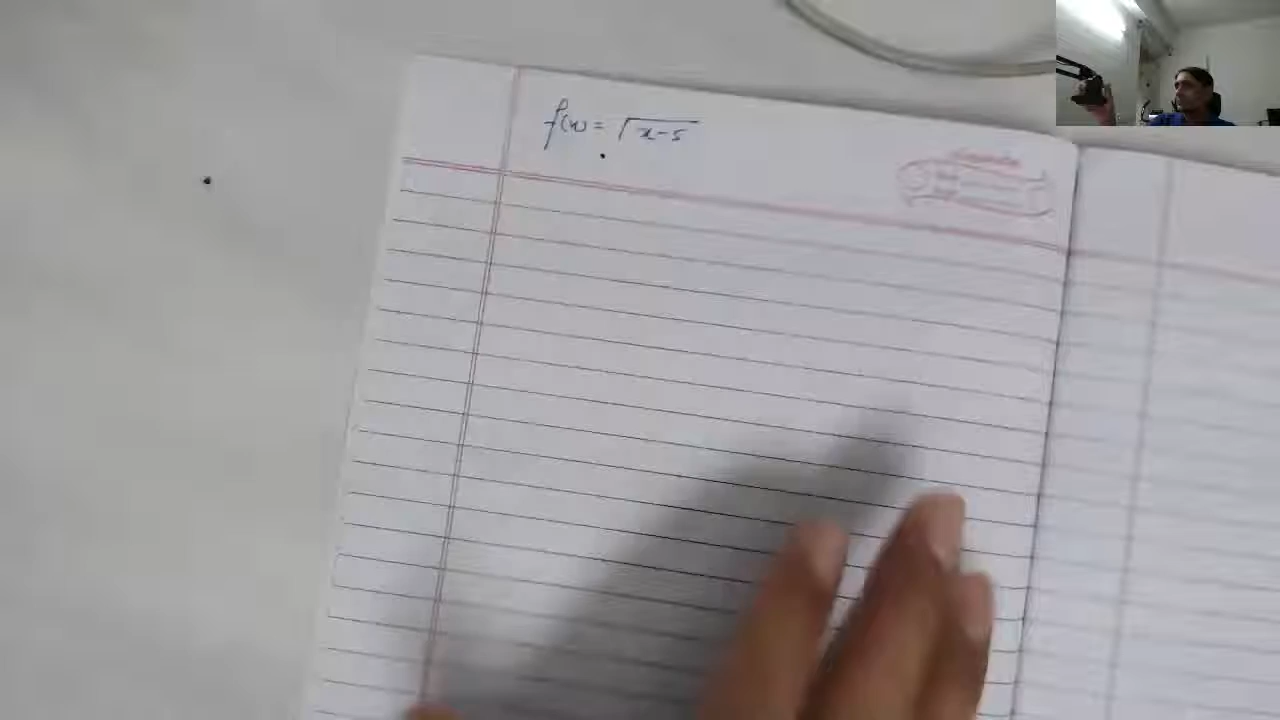 f(x) = √x-5